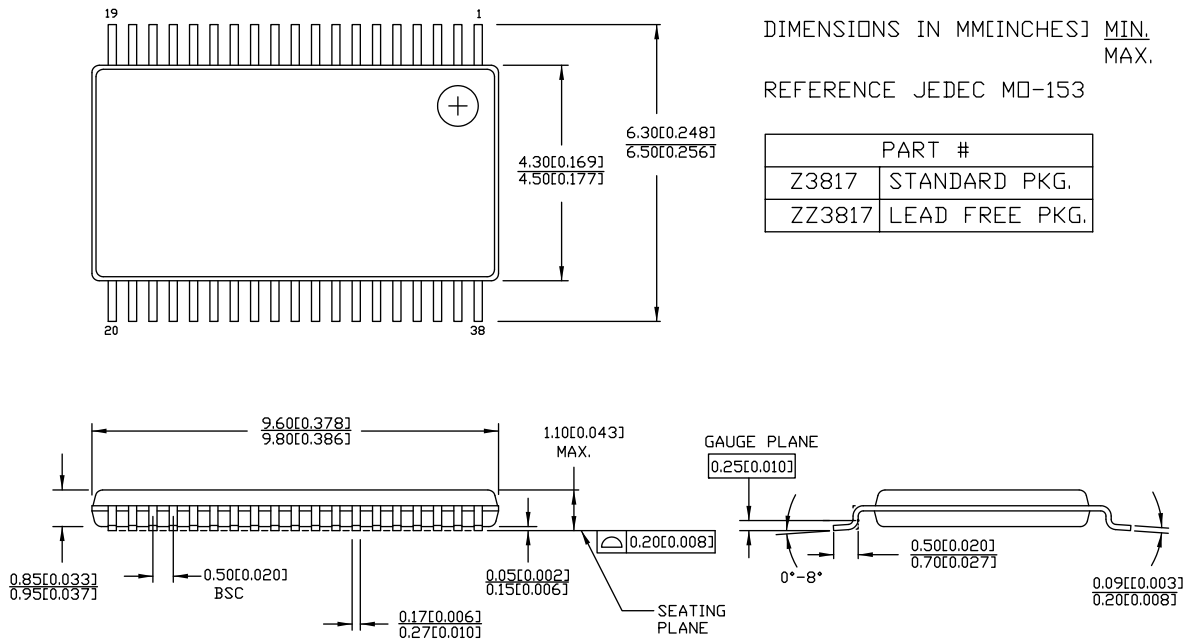 19
1
DIMENSIONS IN MM[INCHES] MIN.
MAX.
REFERENCE JEDEC MO-153
6.30[0.248]
6.50[0.256]
4.30[0.169]
4.50[0.177]
PART #
Z3817 STANDARD PKG.
ZZ3817 LEAD FREE PKG.
20
38
9.60[0.378]
9.80[0.386]
1.10[0.043]
MAX.
GAUGE PLANE
0.25[0.010]
0.20[0.008]
0.85[0.033]
0.95[0.037]
0.50[0.020]
BSC
0.05[0.002]
0.15[0.006]
0°-8°
0.50[0.020]
0.70[0.027]
0.09[[0.003]
0.20[0.008]
0.17[0.006]
0.27[0.010]
SEATING
PLANE